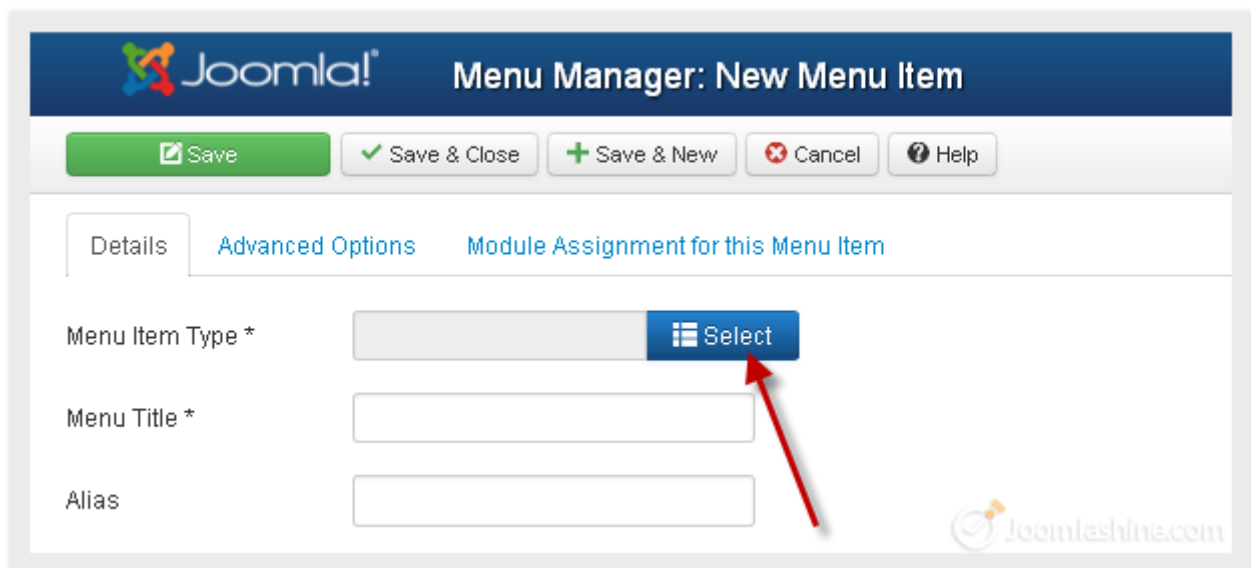 Joomla!® Menu Manager: New Menu Item
Save Save & Close Save & New Cancel Help
Details Advanced Options Module Assignment for this Menu Item
Menu Item Type * Select
Menu Title *
Alias
Joomlashine.com